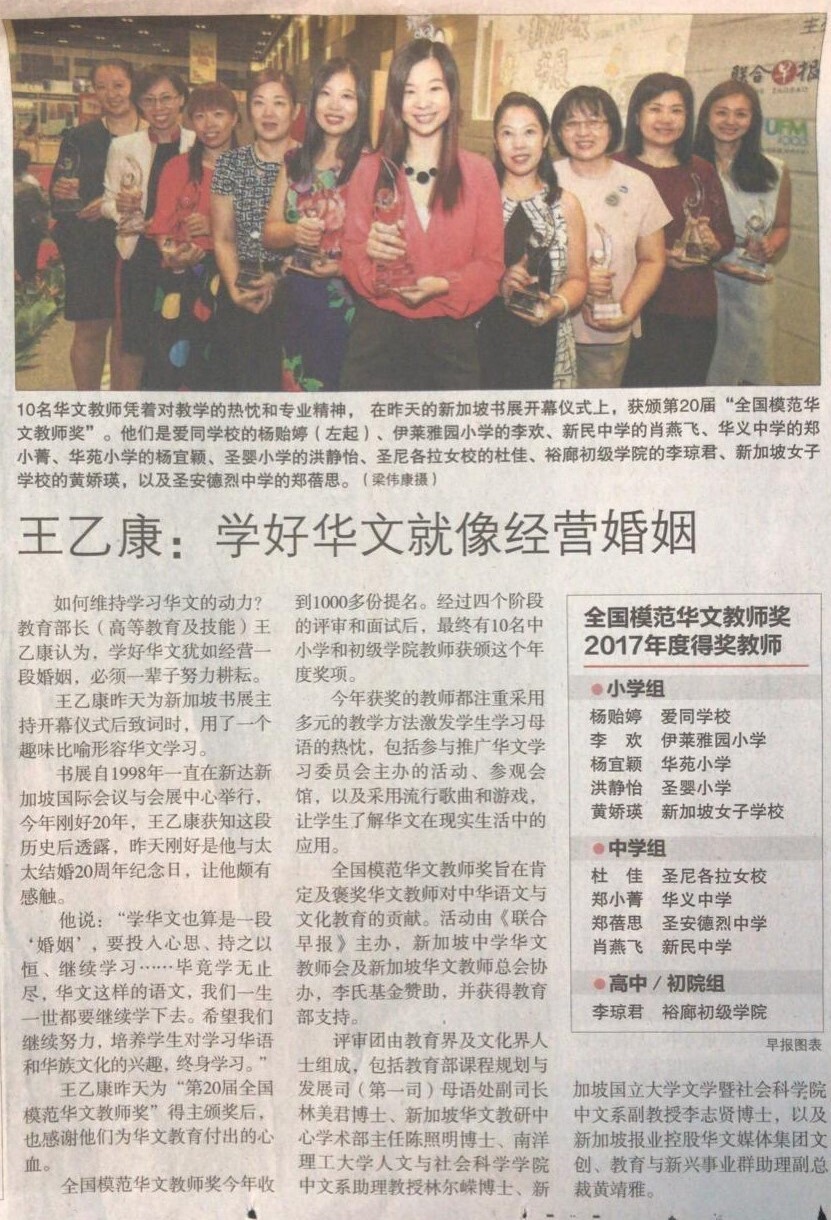 联合早报
UFM
10名华文教师凭着对教学的热忱和专业精神，在昨天的新加坡书展开幕仪式上，获颁第20届“全国模范华
文教师奖”。他们是爱同学校的杨贻婷（左起）、伊莱雅园小学的李欢、新民中学的肖燕飞、华义中学的郑
小菁、华苑小学的杨宜颖、圣婴小学的洪静怡、圣尼各拉女校的杜佳、裕廊初级学院的李琼君、新加坡女子
学校的黄娇瑛，以及圣安德烈中学的郑蓓思。（梁伟康摄）
王乙康：学好华文就像经营婚姻
如何维持学习华文的动力？
教育部长（高等教育及技能）王
乙康认为，学好华文犹如经营一
段婚姻，必须一辈子努力耕耘。
王乙康昨天为新加坡书展主
持开幕仪式后致词时，用了一个
趣味比喻形容华文学习。
书展自1998年一直在新达新
加坡国际会议与会展中心举行，
今年刚好20年，王乙康获知这段
历史后透露，昨天刚好是他与太
太结婚20周年纪念日，让他颇有
感触。
他说：“学华文也算是一段
‘婚姻’，要投入心思、持之以
恒、继续学习……毕竟学无止
尽，华文这样的语文，我们一生
一世都要继续学下去。希望我们
继续努力，培养学生对学习华语
和华族文化的兴趣，终身学习。”
王乙康昨天为“第20届全国
模范华文教师奖”得主颁奖后，
也感谢他们为华文教育付出的心
血。
全国模范华文教师奖今年收
到1000多份提名。经过四个阶段
的评审和面试后，最终有10名中
小学和初级学院教师获颁这个年
度奖项。
今年获奖的教师都注重采用
多元的教学方法激发学生学习母
语的热忱，包括参与推广华文学
习委员会主办的活动、参观会
馆，以及采用流行歌曲和游戏，
让学生了解华文在现实生活中的
应用。
全国模范华文教师奖旨在肯
定及褒奖华文教师对中华语文与
文化教育的贡献。活动由《联合
早报》主办，新加坡中学华文
教师会及新加坡华文教师总会协
办，李氏基金赞助，并获得教育
部支持。
评审团由教育界及文化界人
士组成，包括教育部课程规划与
发展司（第一司）母语处副司长
林美君博士、新加坡华文教研中
心学术部主任陈照明博士、南洋
理工大学人文与社会科学学院
中文系助理教授林尔嵘博士、新
全国模范华文教师奖
2017年度得奖教师
小学组
杨贻婷 爱同学校
李 欢 伊莱雅园小学
杨宜颖 华苑小学
洪静怡 圣婴小学
黄娇瑛 新加坡女子学校
中学组
杜 佳 圣尼各拉女校
郑小菁 华义中学
郑蓓思 圣安德烈中学
肖燕飞 新民中学
高中 / 初院组
李琼君 裕廊初级学院
早报图表
加坡国立大学文学暨社会科学院
中文系副教授李志贤博士，以及
新加坡报业控股华文媒体集团文
创、教育与新兴事业群助理副总
裁黄靖雅。